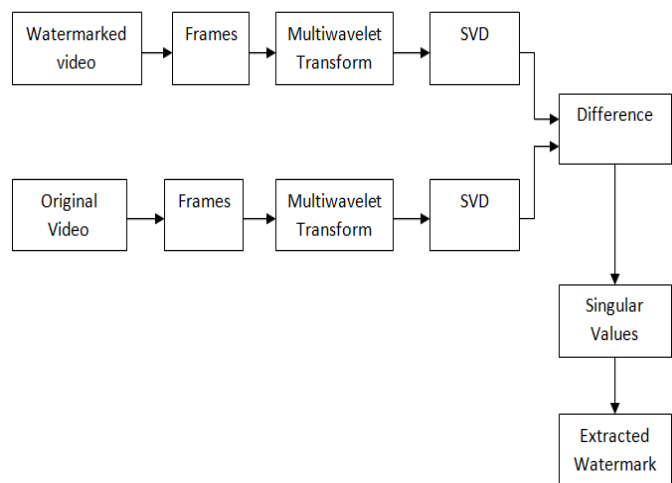 Watermarked
video
Frames
Multiwavelet
Transform
SVD
Difference
Original
Video
Frames
Multiwavelet
Transform
SVD
Singular
Values
Extracted
Watermark